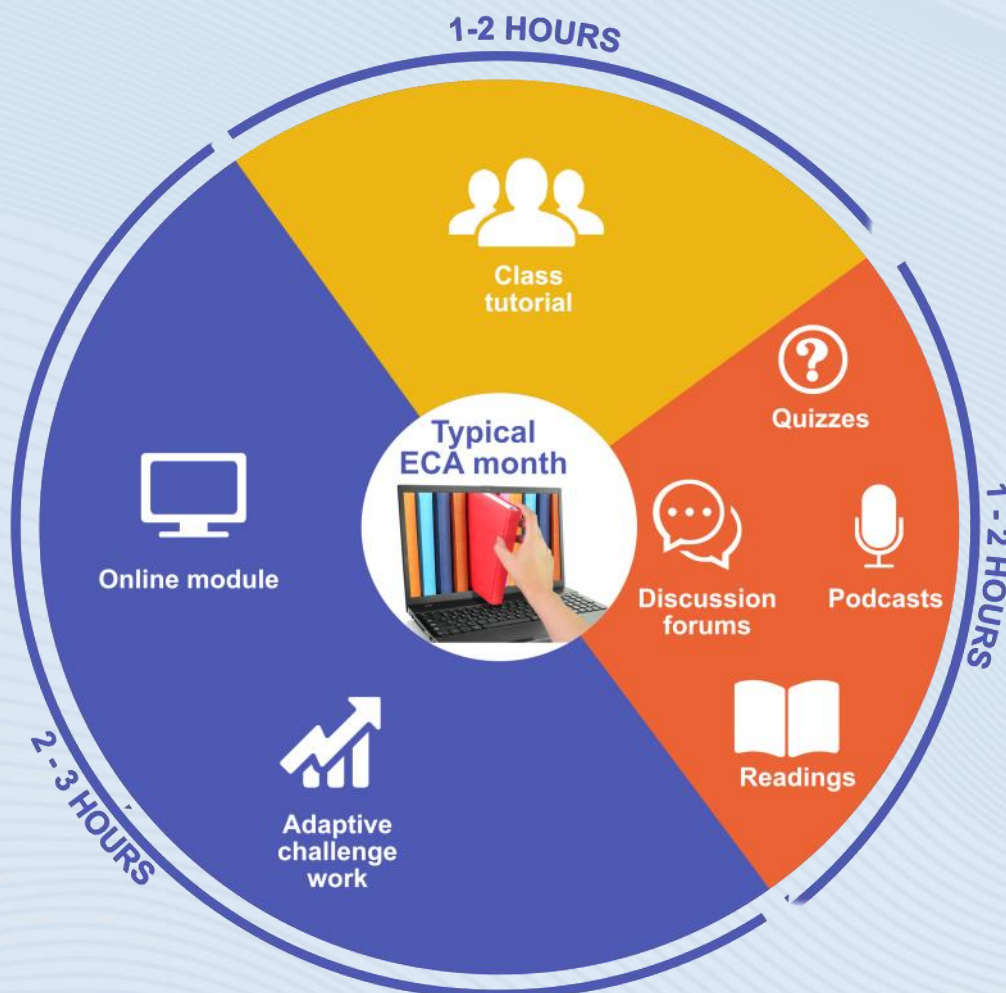 1-2 HOURS
Class
tutorial
Quizzes
Typical
ECA month
Discussion
forums
Podcasts
1 - 2 HOURS
Online module
Readings
Adaptive
challenge
work
2 - 3 HOURS